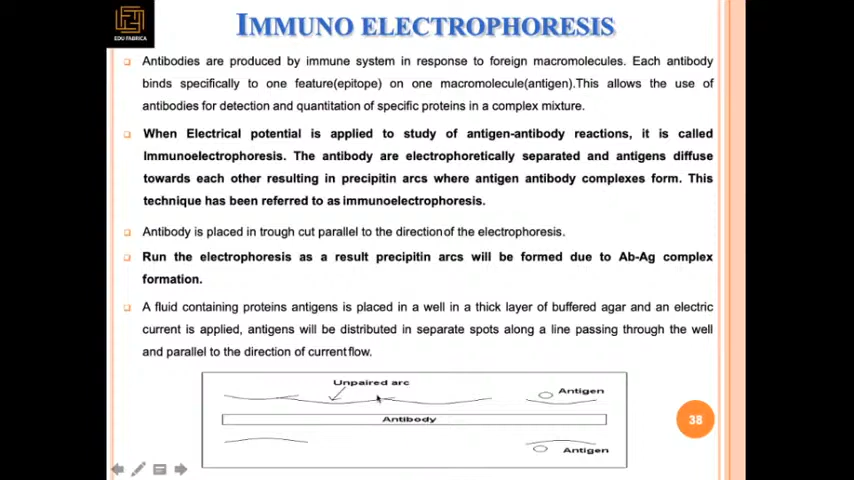 EDU FABRICA
IMMUNO ELECTROPHORESIS
Antibodies are produced by immune system in response to foreign macromolecules. Each antibody
binds specifically to one feature(epitope) on one macromolecule(antigen).This allows the use of
antibodies for detection and quantitation of specific proteins in a complex mixture.
When Electrical potential is applied to study of antigen-antibody reactions, it is called
Immunoelectrophoresis. The antibody are electrophoretically separated and antigens diffuse
towards each other resulting in precipitin arcs where antigen antibody complexes form. This
technique has been referred to as immunoelectrophoresis.
Antibody is placed in trough cut parallel to the direction of the electrophoresis.
Run the electrophoresis as a result precipitin arcs will be formed due to Ab-Ag complex
formation.
A fluid containing proteins antigens is placed in a well in a thick layer of buffered agar and an electric
current is applied, antigens will be distributed in separate spots along a line passing through the well
and parallel to the direction of current flow.
Unpaired arc
Antigen
Antibody
38
Antigen